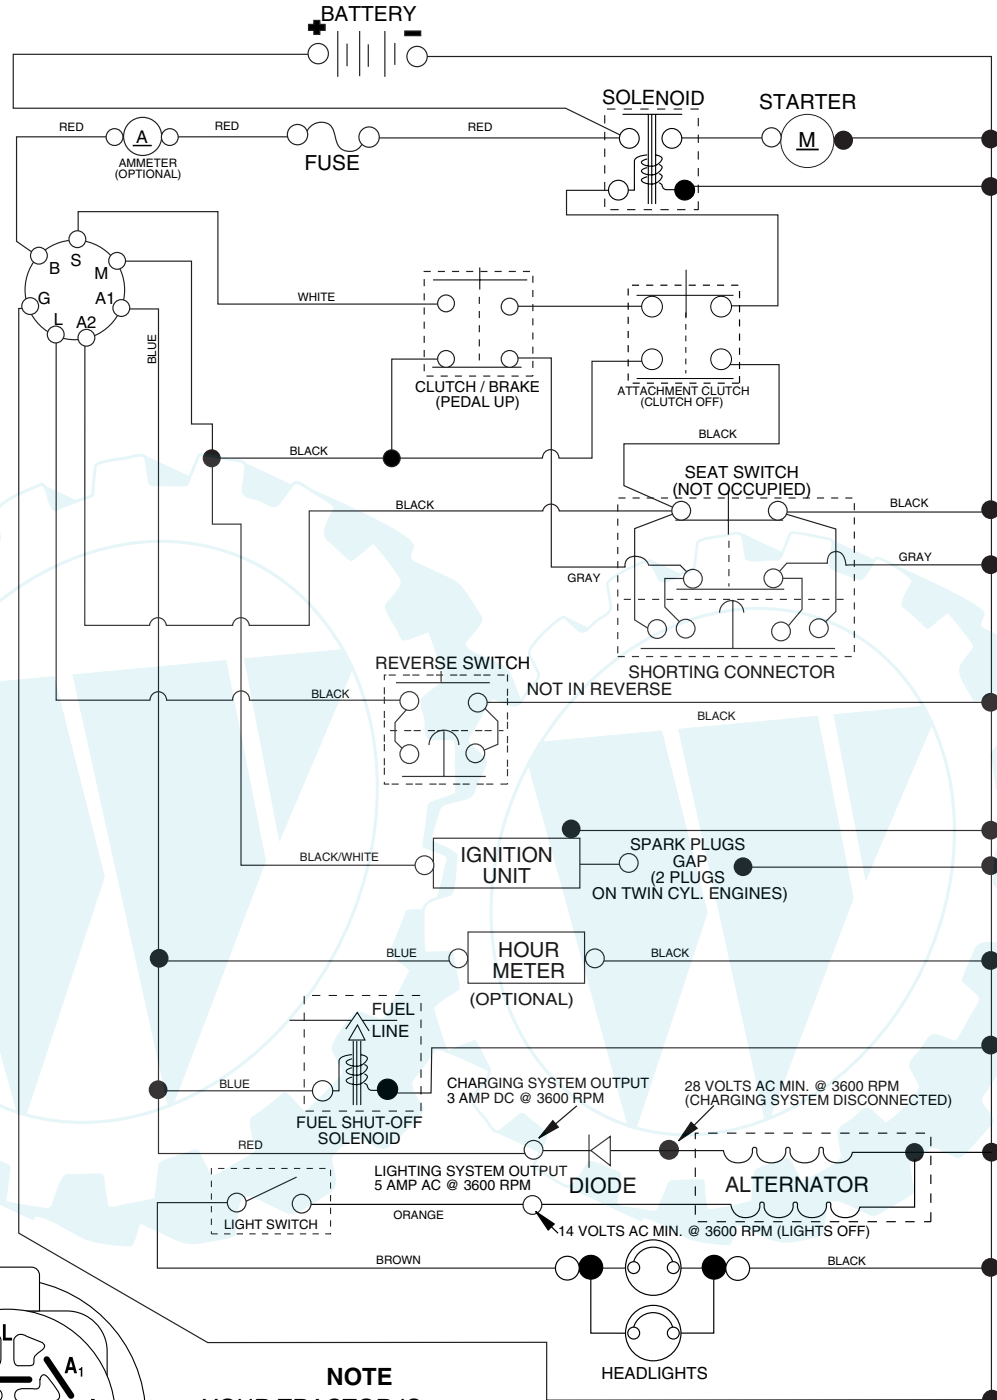 BATTERY
SOLENOID
STARTER
RED
A
RED
RED
M
AMMETER
(OPTIONAL)
FUSE
S
B
M
G
A1
L
A2
WHITE
BLUE
CLUTCH / BRAKE
(PEDAL UP)
ATTACHMENT CLUTCH
(CLUTCH OFF)
BLACK
BLACK
SEAT SWITCH
(NOT OCCUPIED)
BLACK
BLACK
GRAY
GRAY
SHORTING CONNECTOR
REVERSE SWITCH
NOT IN REVERSE
BLACK
BLACK
IGNITION
UNIT
BLACK/WHITE
SPARK PLUGS
GAP
(2 PLUGS
ON TWIN CYL. ENGINES)
BLUE
HOUR
METER
BLACK
(OPTIONAL)
FUEL
LINE
BLUE
CHARGING SYSTEM OUTPUT
3 AMP DC @ 3600 RPM
28 VOLTS AC MIN. @ 3600 RPM
(CHARGING SYSTEM DISCONNECTED)
FUEL SHUT-OFF
SOLENOID
RED
LIGHTING SYSTEM OUTPUT
5 AMP AC @ 3600 RPM
DIODE
ALTERNATOR
LIGHT SWITCH
ORANGE
14 VOLTS AC MIN. @ 3600 RPM (LIGHTS OFF)
BROWN
BLACK
HEADLIGHTS
L
A1
NOTE